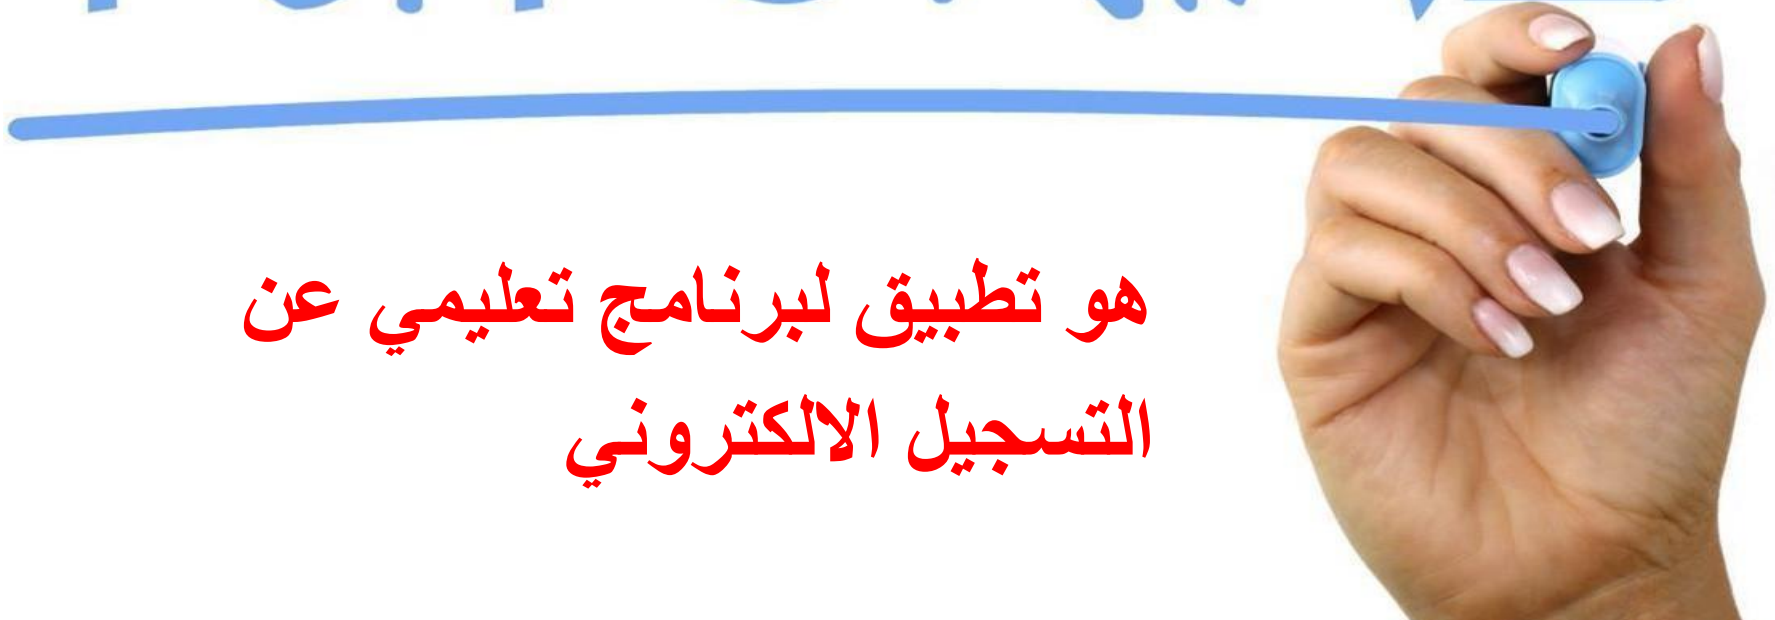 هو تطبيق لبرنامج تعليمي عن
التسجيل الالكتروني